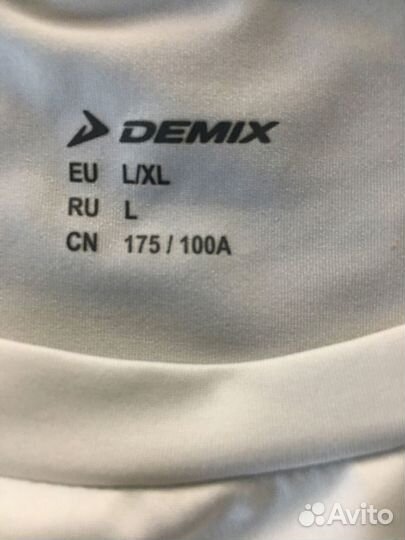 DEMIX
EU L/XL
RU L
CN 175 / 100A
Avito